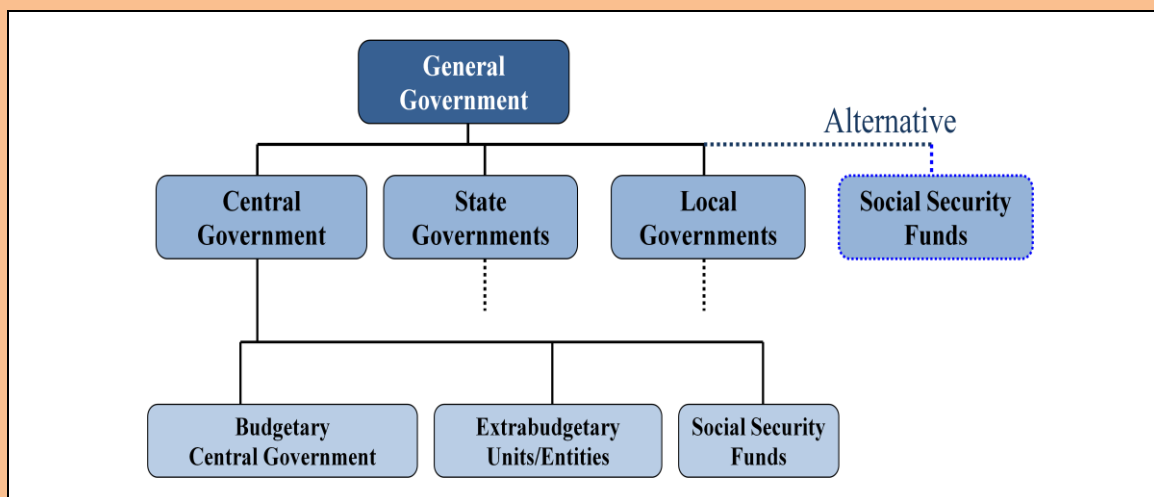 General
Government
Alternative
Central
Government
State
Governments
Local
Governments
Social Security
Funds
Budgetary
Central Government
Extrabudgetary
Units/Entities
Social Security
Funds